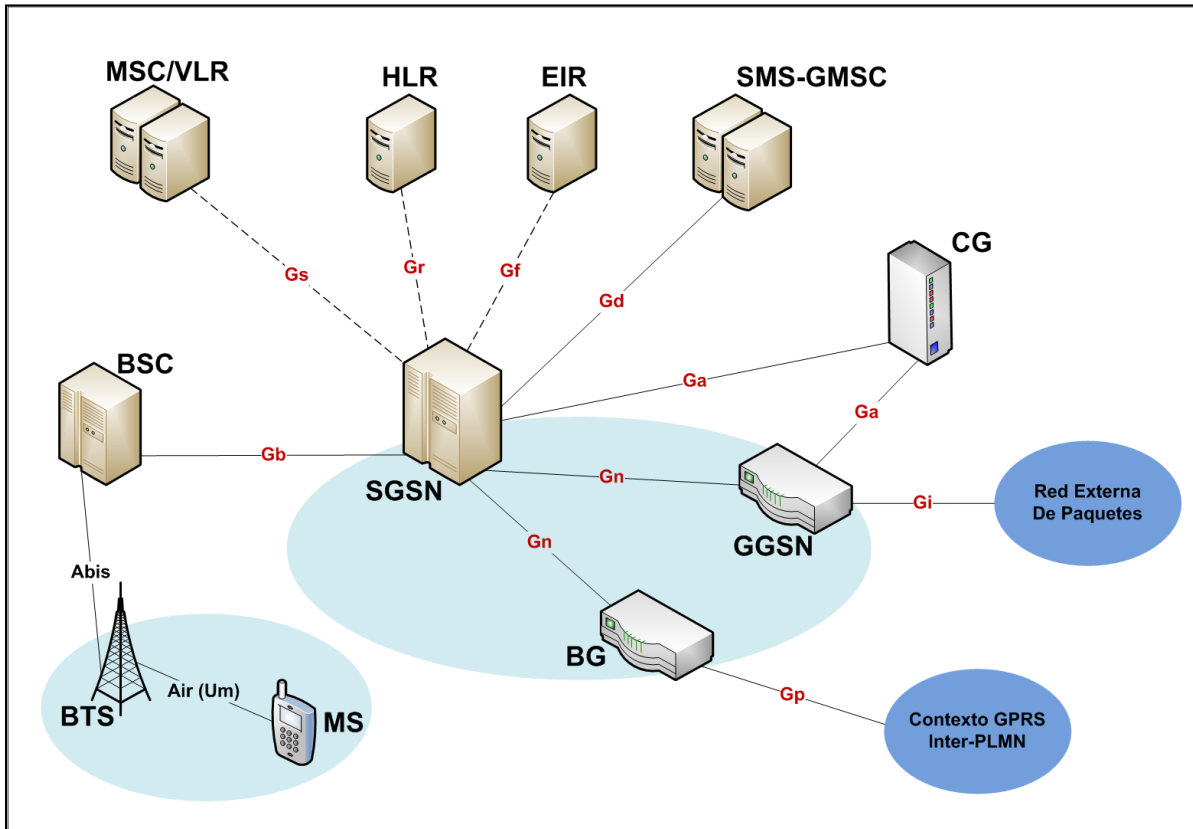 MSC/VLR
HLR
EIR
SMS-GMSC
CG
Gs
Gr
Gf
Gd
BSC
Ga
Ga
Gb
SGSN
Gn
GGSN
Gi
Red Externa
De Paquetes
Gn
Abis
BG
Air (Um)
BTS
MS
Gp
Contexto GPRS
Inter-PLMN